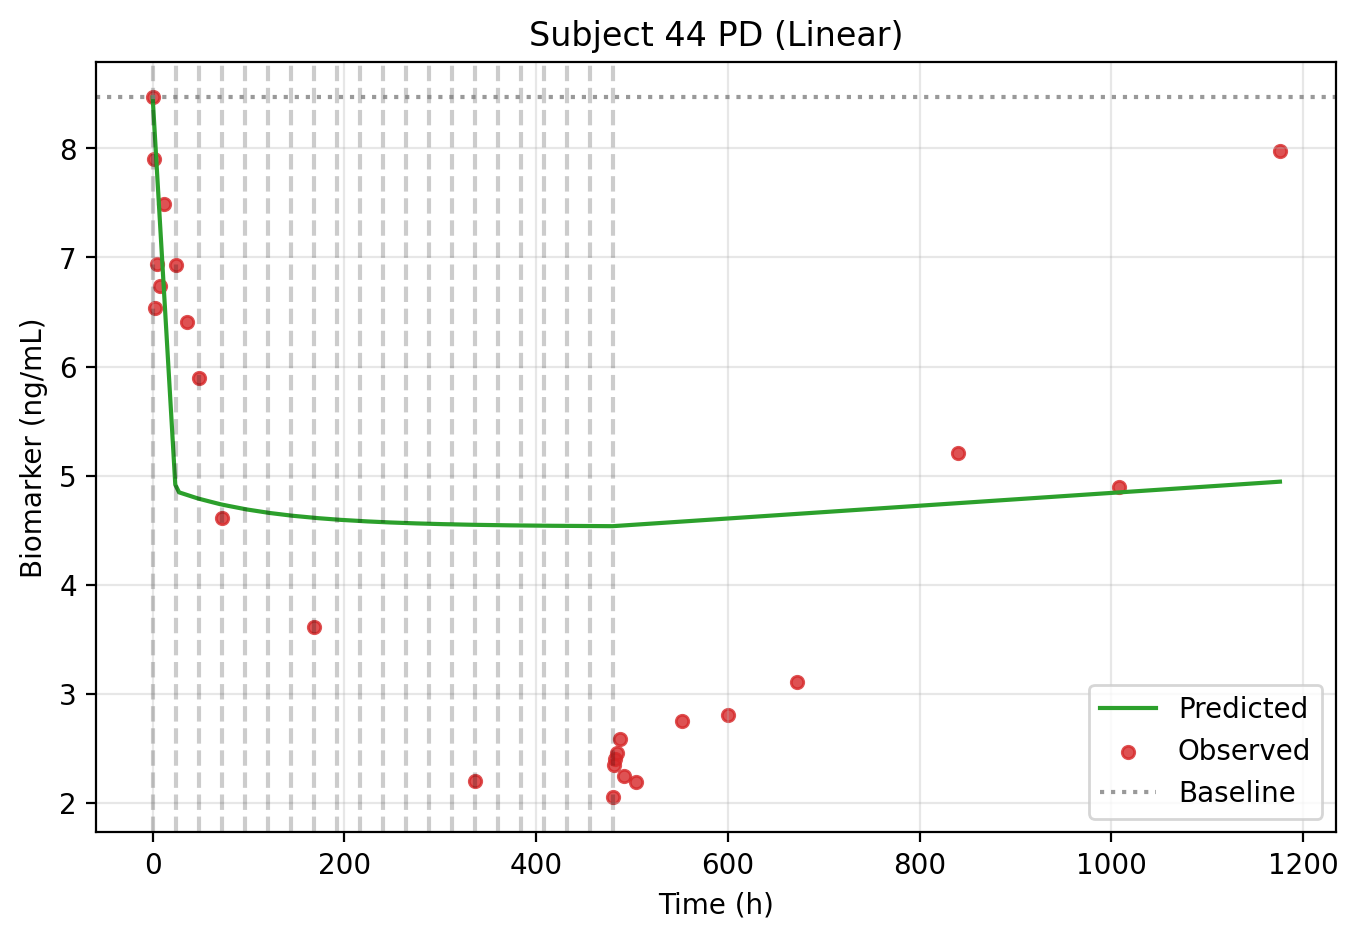 Subject 44 PD (Linear)
Biomarker (ng/mL)
8
7
6
5
4
3
2
Predicted
Observed
Baseline
0 200 400 600 800 1000 1200
Time (h)